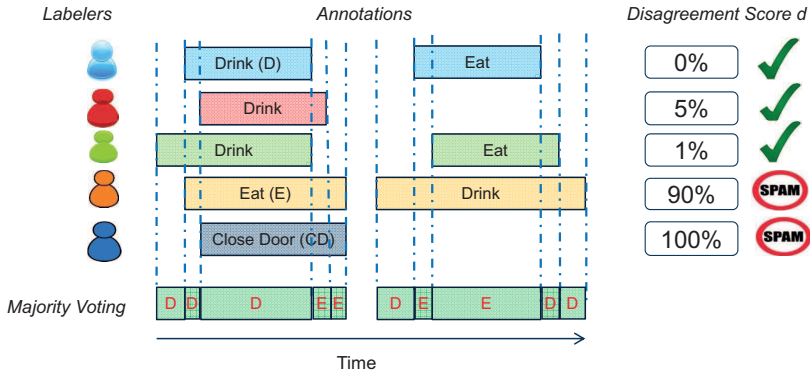 Labelers Annotations Disagreement Score d
Drink (D) Eat 0%
Drink 5%
Drink Eat 1%
Eat (E) Drink 90% SPAM
Close Door (CD) 100% SPAM
Majority Voting D D D E E D E E D D
Time